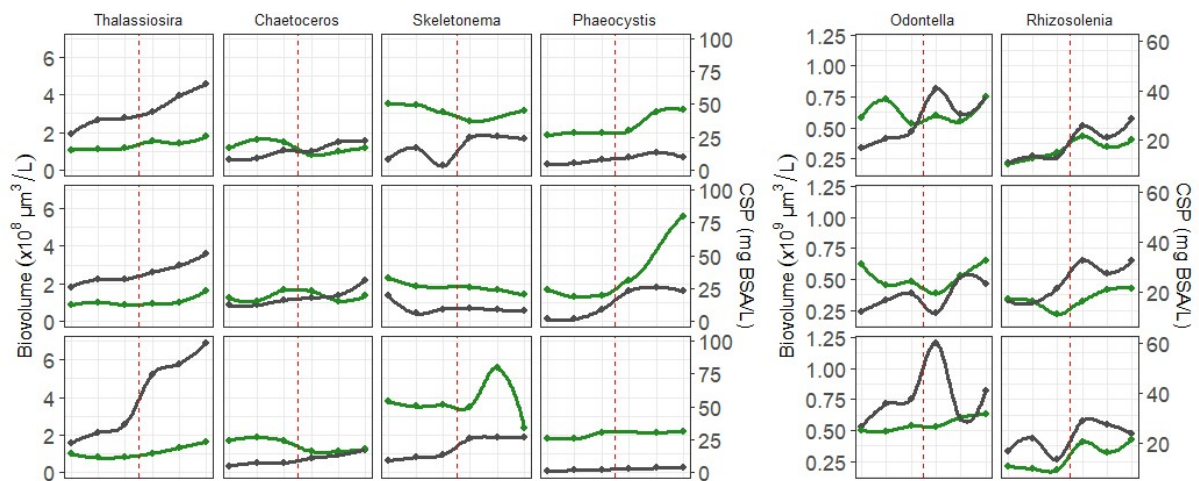 Thalassiosira Chaetoceros Skeletonema Phaeocystis Odontella Rhizosolenia
6 4 2 0
100 75 50 25 0
1.25 1.00 0.75 0.50 0.25
60 40 20
6 4 2 0
100 75 50 25 0
1.25 1.00 0.75 0.50 0.25
60 40 20
6 4 2 0
100 75 50 25 0
1.25 1.00 0.75 0.50 0.25
60 40 20
Biovolume (x10⁸ µm³/L)
CSP (mg BSA/L)
Biovolume (x10⁹ µm³/L)
CSP (mg BSA/L)